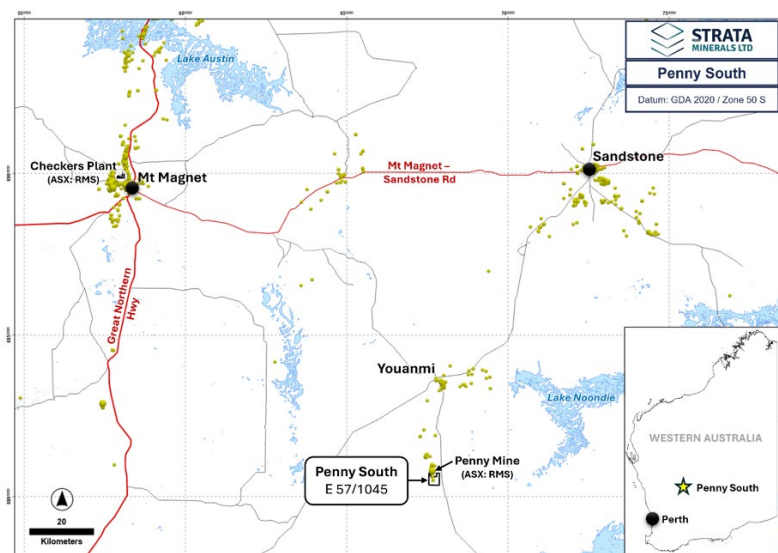 STRATA
MINERALS LTD
Penny South
Datum: GDA 2020 / Zone 50 S
Lake Austin
Checkers Plant
(ASX: RMS)
Mt Magnet
Mt Magnet –
Sandstone Rd
Sandstone
Great Northern
Hwy
Youanmi
Lake Noondie
Penny South
E 57/1045
Penny Mine
(ASX: RMS)
20
Kilometers
WESTERN AUSTRALIA
Penny South
Perth